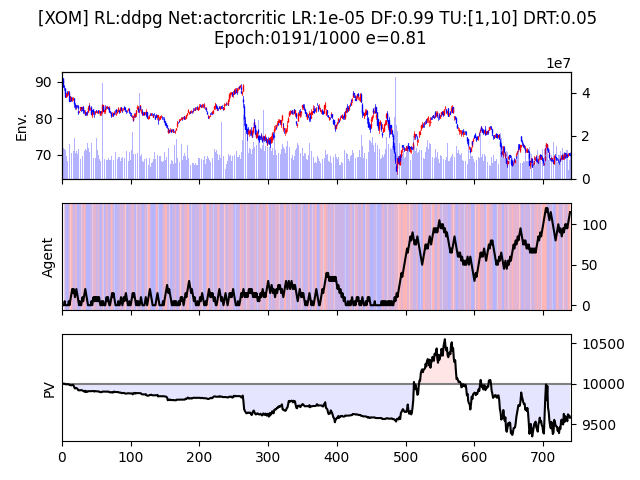 [XOM] RL:ddpg Net:actorcritic LR:1e-05 DF:0.99 TU:[1,10] DRT:0.05
Epoch:0191/1000 e=0.81
1e7
90
80
70
Env.
4
2
0
Agent
100
50
0
PV
10500
10000
9500
0 100 200 300 400 500 600 700